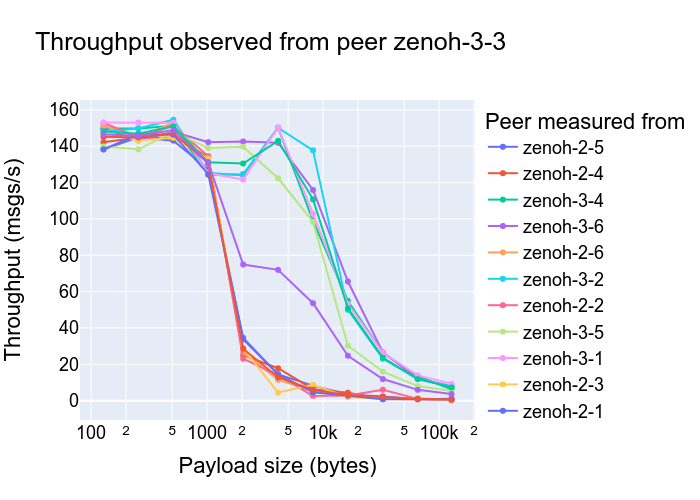 Throughput observed from peer zenoh-3-3
Throughput (msgs/s)
160
140
120
100
80
60
40
20
0
100 2 5 1000 2 5 10k 2 5 100k 2
Payload size (bytes)
Peer measured from
zenoh-2-5
zenoh-2-4
zenoh-3-4
zenoh-3-6
zenoh-2-6
zenoh-3-2
zenoh-2-2
zenoh-3-5
zenoh-3-1
zenoh-2-3
zenoh-2-1